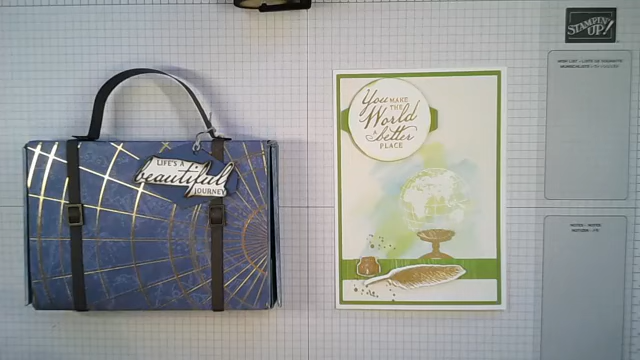 LIFE'S A
beautiful
JOURNEY
You MAKE
THE
World
A better
PLACE
STAMPIN'
UP!